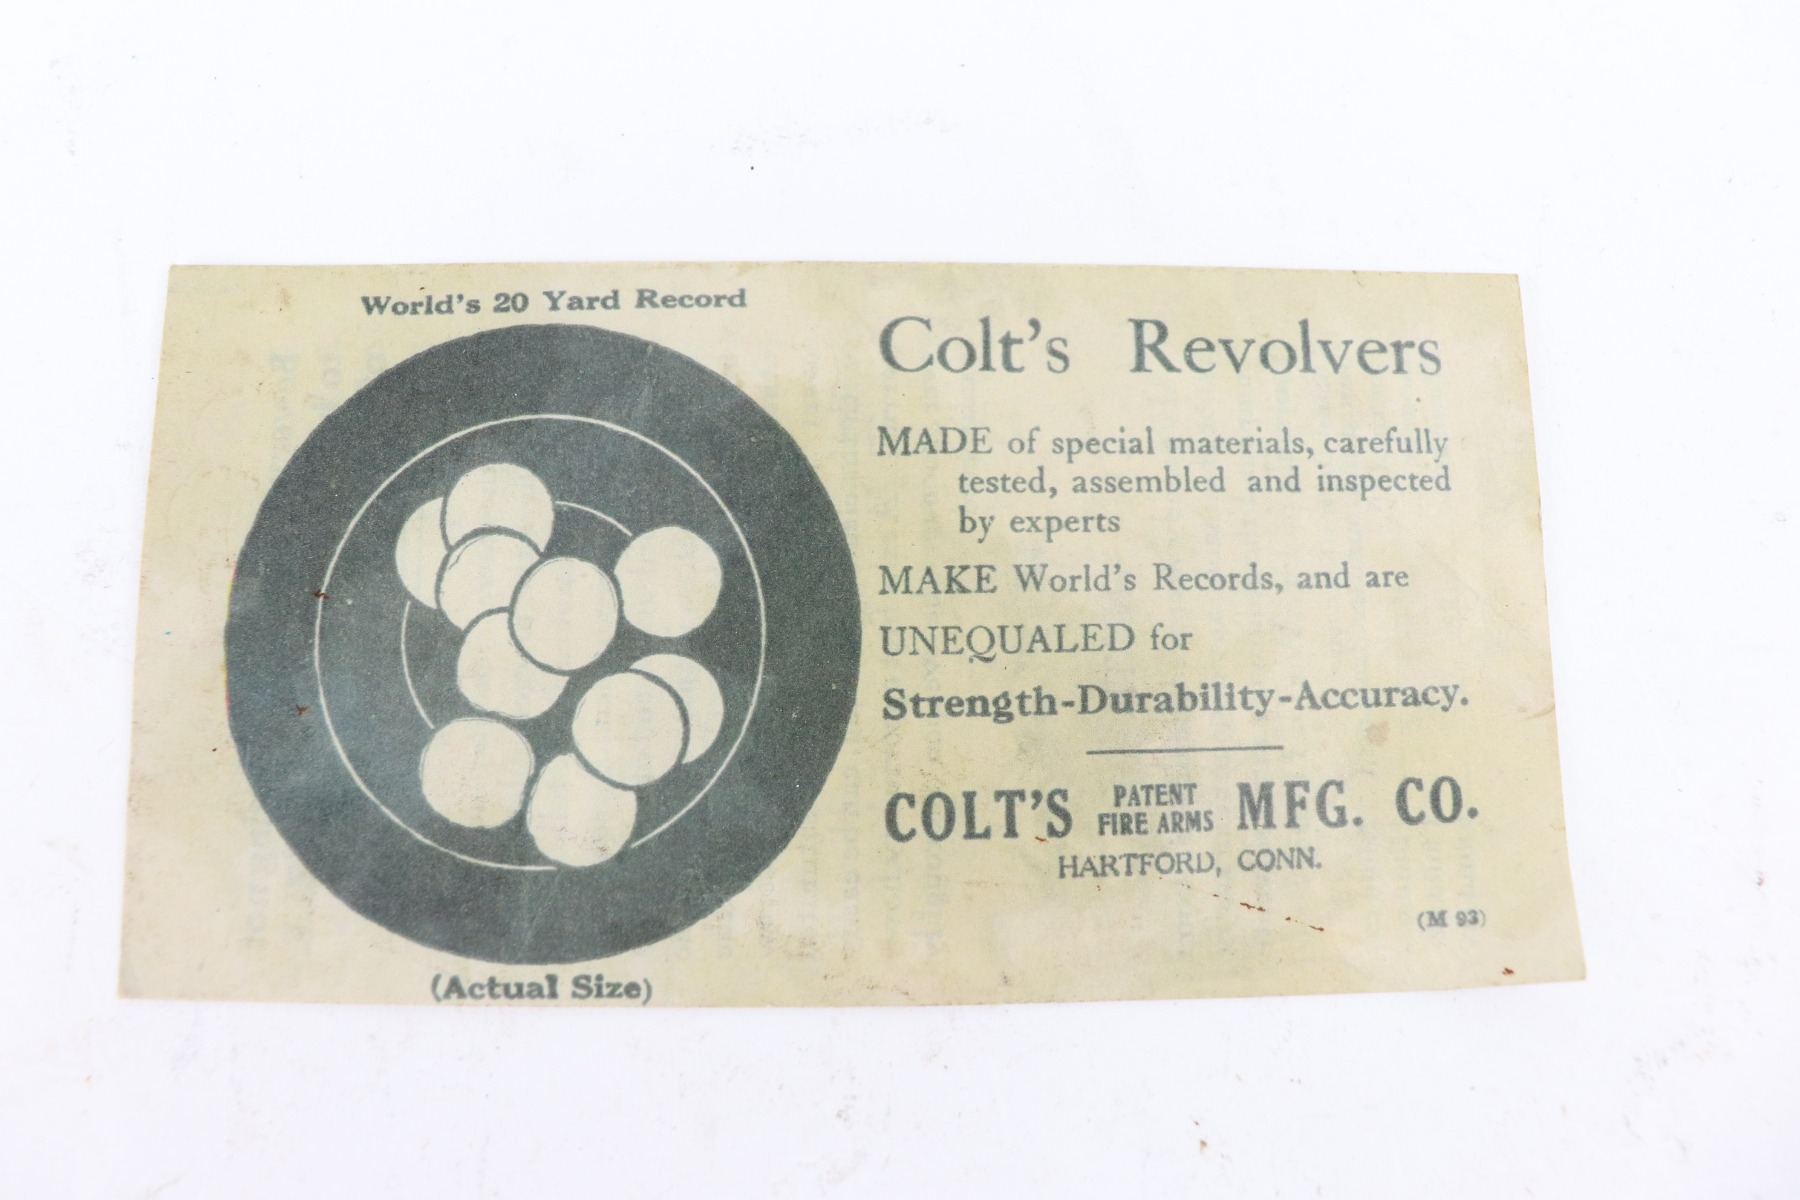 World's 20 Yard Record
(Actual Size)
Colt's Revolvers
MADE of special materials, carefully
tested, assembled and inspected
by experts
MAKE World's Records, and are
UNEQUALED for
Strength-Durability-Accuracy.
COLT'S PATENT FIRE ARMS MFG. CO.
HARTFORD, CONN.
(M 93)